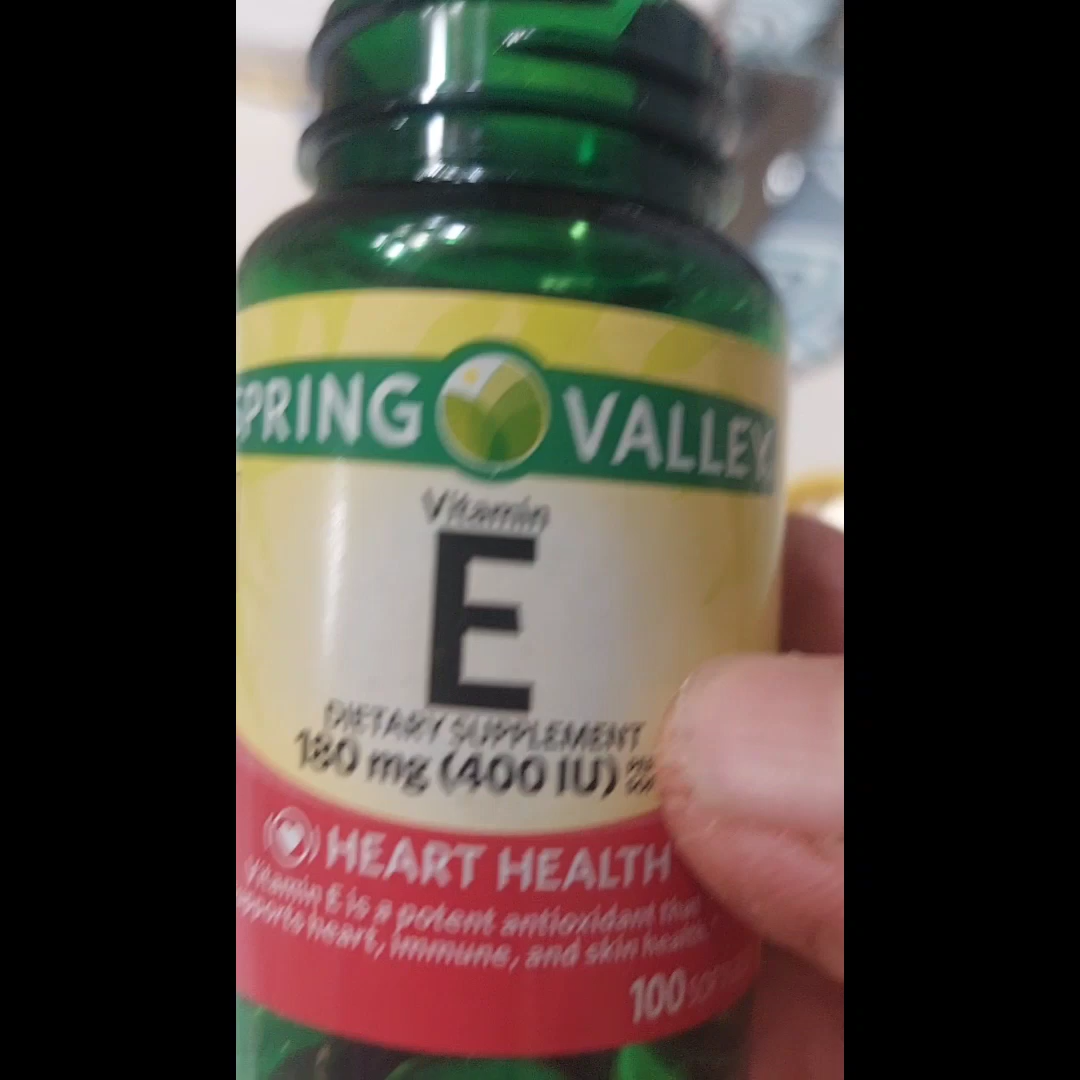 SPRING VALLEY
Vitamin
E
DIETARY SUPPLEMENT
180 mg (400 IU)
HEART HEALTH
Vitamin E is a potent antioxidant that
supports heart, immune, and skin health.
100